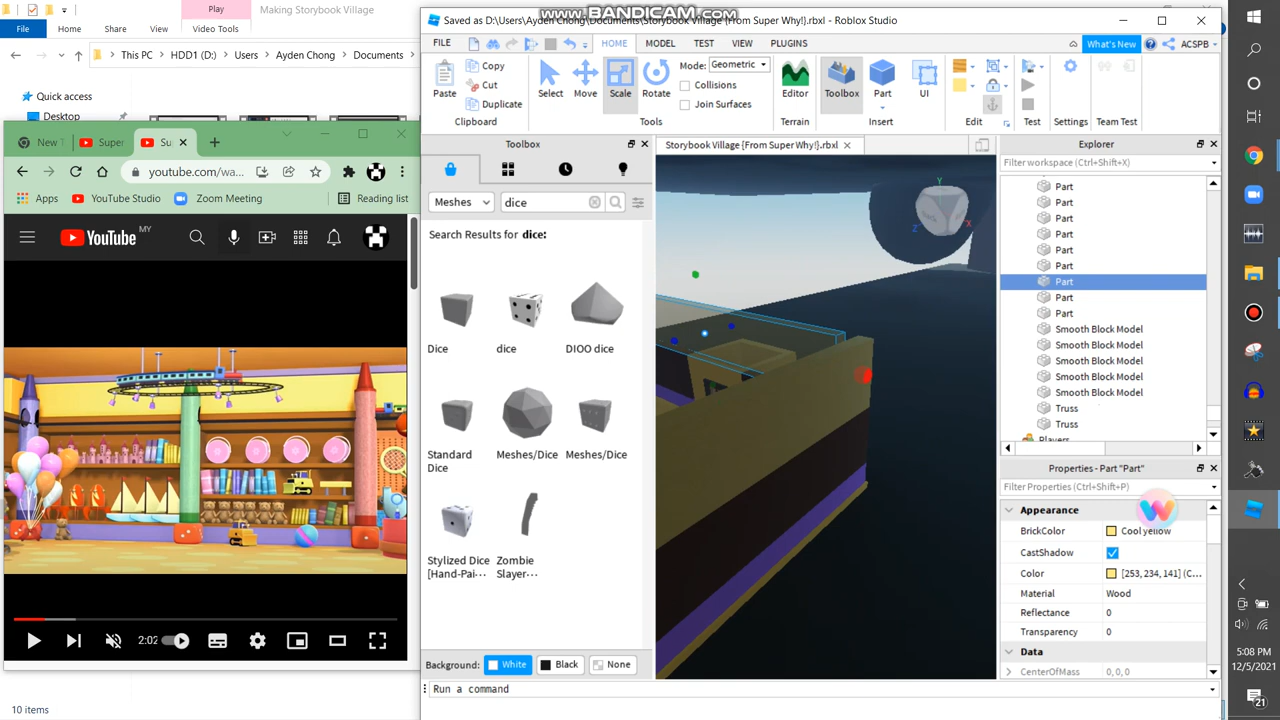 Play
Making Storybook Village
File
Home
Share
View
Video Tools
This PC
HDD1 (D:)
Users
Ayden Chong
Documents
Quick access
Desktop
10 items
New T
Super
Su
youtube.com/wa...
Apps
YouTube Studio
Zoom Meeting
Reading list
YouTube
MY
2:02
www.BANDICAM.com
Saved as D:\Users\Ayden Chong\Documents\Storybook Village {From Super Why!}.rbxl - Roblox Studio
FILE
HOME
MODEL
TEST
VIEW
PLUGINS
What's New
ACSPB
Paste
Copy
Cut
Duplicate
Clipboard
Select
Move
Scale
Rotate
Mode:
Geometric
Collisions
Join Surfaces
Tools
Editor
Terrain
Toolbox
Part
UI
Insert
Edit
Test
Settings
Team Test
Toolbox
Meshes
dice
Search Results for dice:
Dice
dice
DIOO dice
Standard
Dice
Meshes/Dice
Meshes/Dice
Stylized Dice
[Hand-Pai...
Zombie
Slayer...
Background:
White
Black
None
Run a command
Storybook Village {From Super Why!}.rbxl
Y
Z
X
Explorer
Filter workspace (Ctrl+Shift+X)
Part
Part
Part
Part
Part
Part
Part
Part
Part
Smooth Block Model
Smooth Block Model
Smooth Block Model
Smooth Block Model
Smooth Block Model
Truss
Truss
Players
Properties - Part "Part"
Filter Properties (Ctrl+Shift+P)
Appearance
BrickColor
Cool yellow
CastShadow
Color
[253, 234, 141] (C...
Material
Wood
Reflectance
0
Transparency
0
Data
CenterOfMass
0, 0, 0
5:08 PM
12/5/2021
21